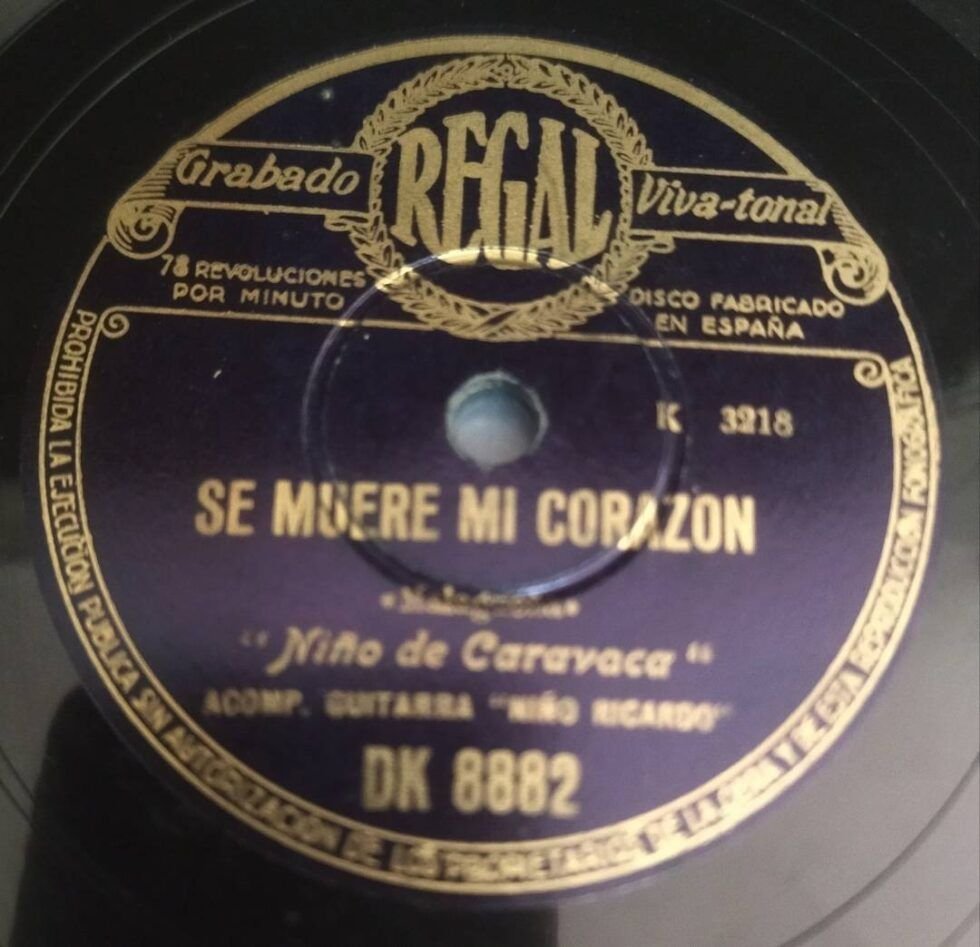 REGAL
Grabado
Viva-tonal
78 REVOLUCIONES
POR MINUTO
DISCO FABRICADO
EN ESPAÑA
K 3218
SE MUERE MI CORAZON
"Niño de Caravaca"
ACOMP. GUITARRA "NIÑO RICARDO"
DK 8882
PROHIBIDA LA EJECUCION PUBLICA SIN AUTORIZACION DE LOS PROPIETARIOS DE LA OBRA Y DE ESTA REPRODUCCIÓN FONOGRÁFICA